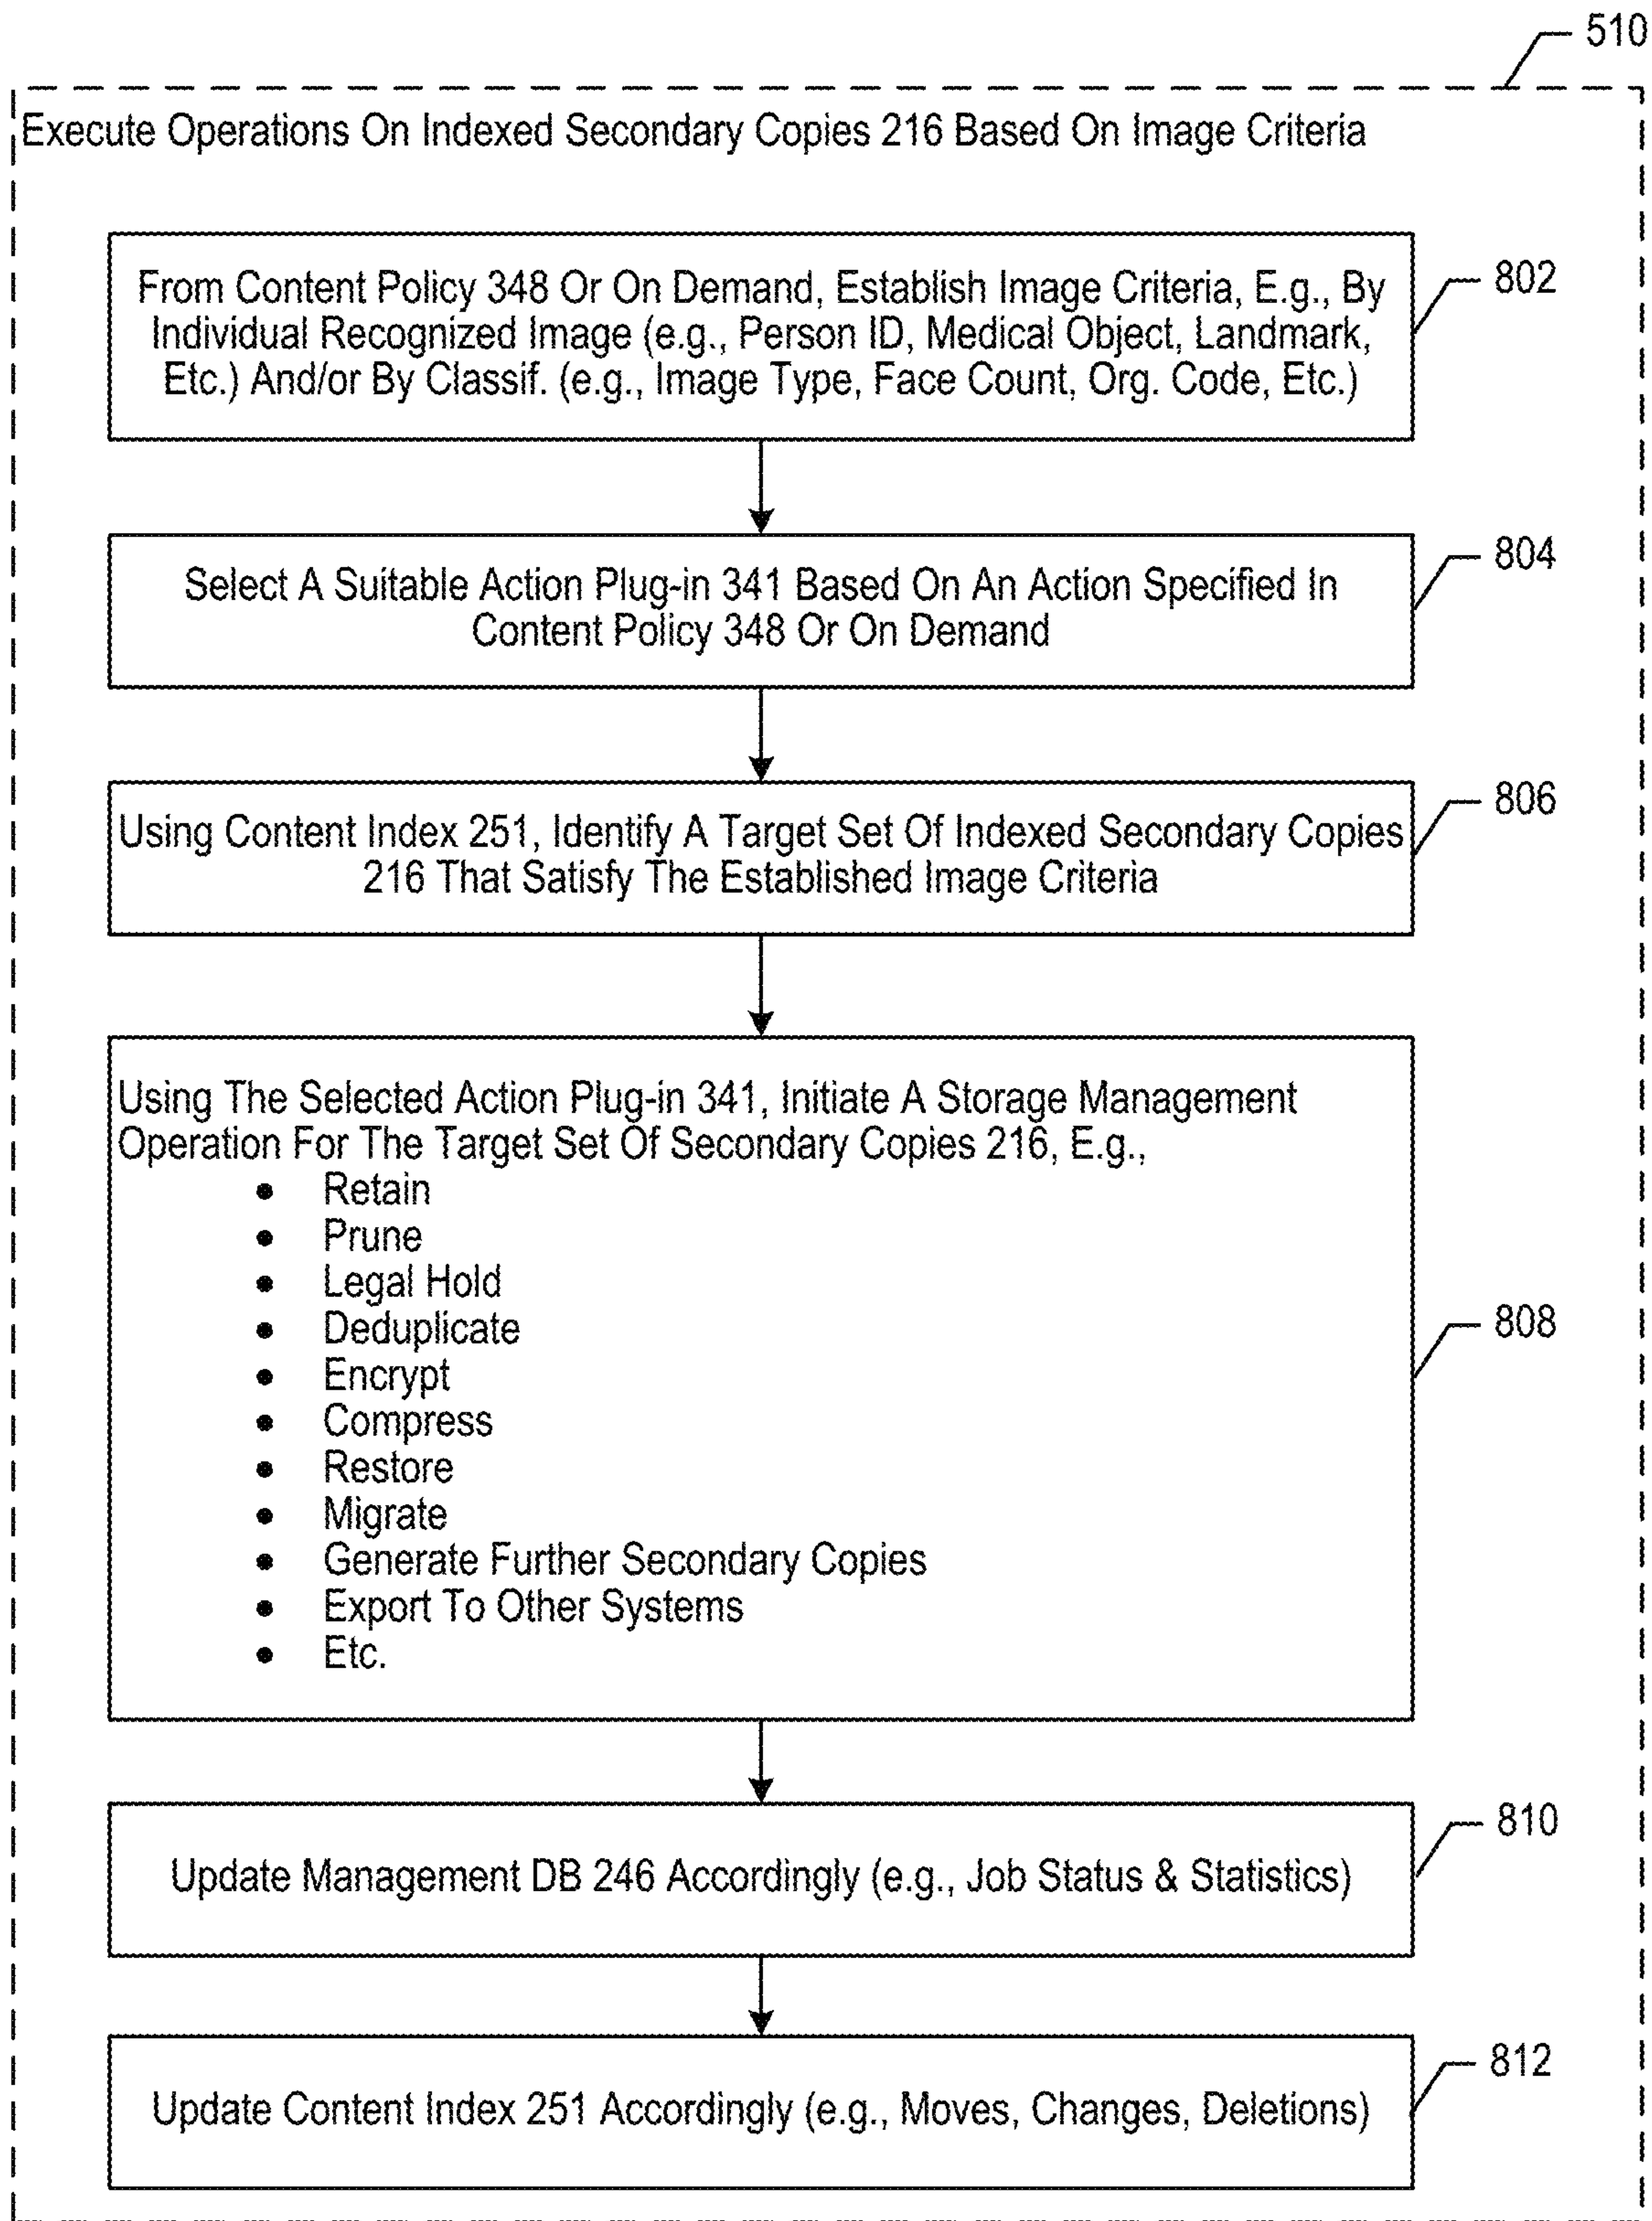 510
Execute Operations On Indexed Secondary Copies 216 Based On Image Criteria
From Content Policy 348 Or On Demand, Establish Image Criteria, E.g., By
Individual Recognized Image (e.g., Person ID, Medical Object, Landmark,
Etc.) And/or By Classif. (e.g., Image Type, Face Count, Org. Code, Etc.)
802
Select A Suitable Action Plug-in 341 Based On An Action Specified In
Content Policy 348 Or On Demand
804
Using Content Index 251, Identify A Target Set Of Indexed Secondary Copies
216 That Satisfy The Established Image Criteria
806
Using The Selected Action Plug-in 341, Initiate A Storage Management
Operation For The Target Set Of Secondary Copies 216, E.g.,
• Retain
• Prune
• Legal Hold
• Deduplicate
• Encrypt
• Compress
• Restore
• Migrate
• Generate Further Secondary Copies
• Export To Other Systems
• Etc.
808
Update Management DB 246 Accordingly (e.g., Job Status & Statistics)
810
Update Content Index 251 Accordingly (e.g., Moves, Changes, Deletions)
812